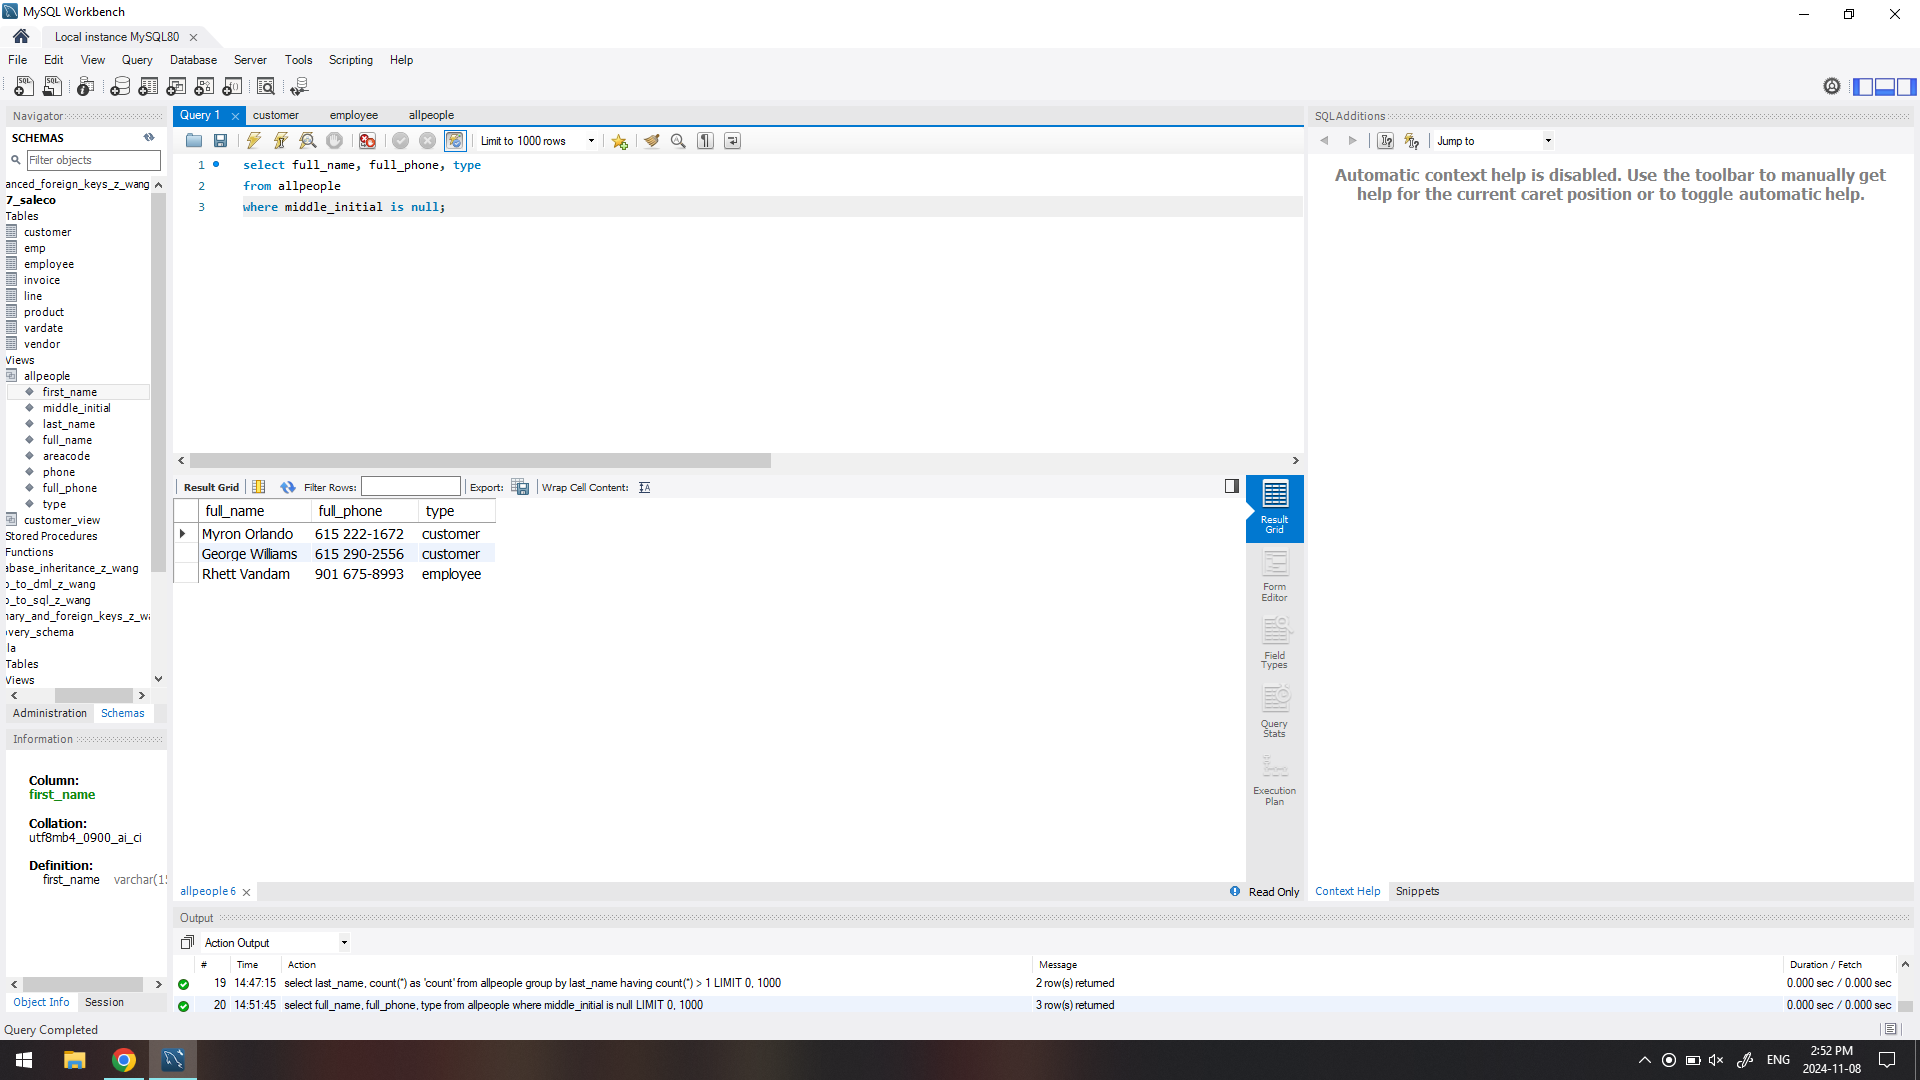 MySQL Workbench
Local instance MySQL80
File Edit View Query Database Server Tools Scripting Help
Navigator
SCHEMAS
Filter objects
anced_foreign_keys_z_wang
7_saleco
Tables
customer
emp
employee
invoice
line
product
vardate
vendor
Views
allpeople
first_name
middle_initial
last_name
full_name
areacode
phone
full_phone
type
customer_view
Stored Procedures
Functions
abase_inheritance_z_wang
o_to_dml_z_wang
o_to_sql_z_wang
nary_and_foreign_keys_z_wa
overy_schema
la
Tables
Views
Administration Schemas
Information
Column:
first_name
Collation:
utf8mb4_0900_ai_ci
Definition:
first_name varchar(15
Object Info Session
Query 1 customer employee allpeople
Limit to 1000 rows
1 select full_name, full_phone, type
2 from allpeople
3 where middle_initial is null;
Result Grid Filter Rows: Export: Wrap Cell Content:
full_name full_phone type
Myron Orlando 615 222-1672 customer
George Williams 615 290-2556 customer
Rhett Vandam 901 675-8993 employee
Result
Grid
Form
Editor
Field
Types
Query
Stats
Execution
Plan
allpeople 6 Read Only
SQLAdditions
Jump to
Automatic context help is disabled. Use the toolbar to manually get
help for the current caret position or to toggle automatic help.
Context Help Snippets
Output
Action Output
# Time Action Message Duration / Fetch
19 14:47:15 select last_name, count(*) as 'count' from allpeople group by last_name having count(*) > 1 LIMIT 0, 1000 2 row(s) returned 0.000 sec / 0.000 sec
20 14:51:45 select full_name, full_phone, type from allpeople where middle_initial is null LIMIT 0, 1000 3 row(s) returned 0.000 sec / 0.000 sec
Query Completed
ENG
2:52 PM
2024-11-08